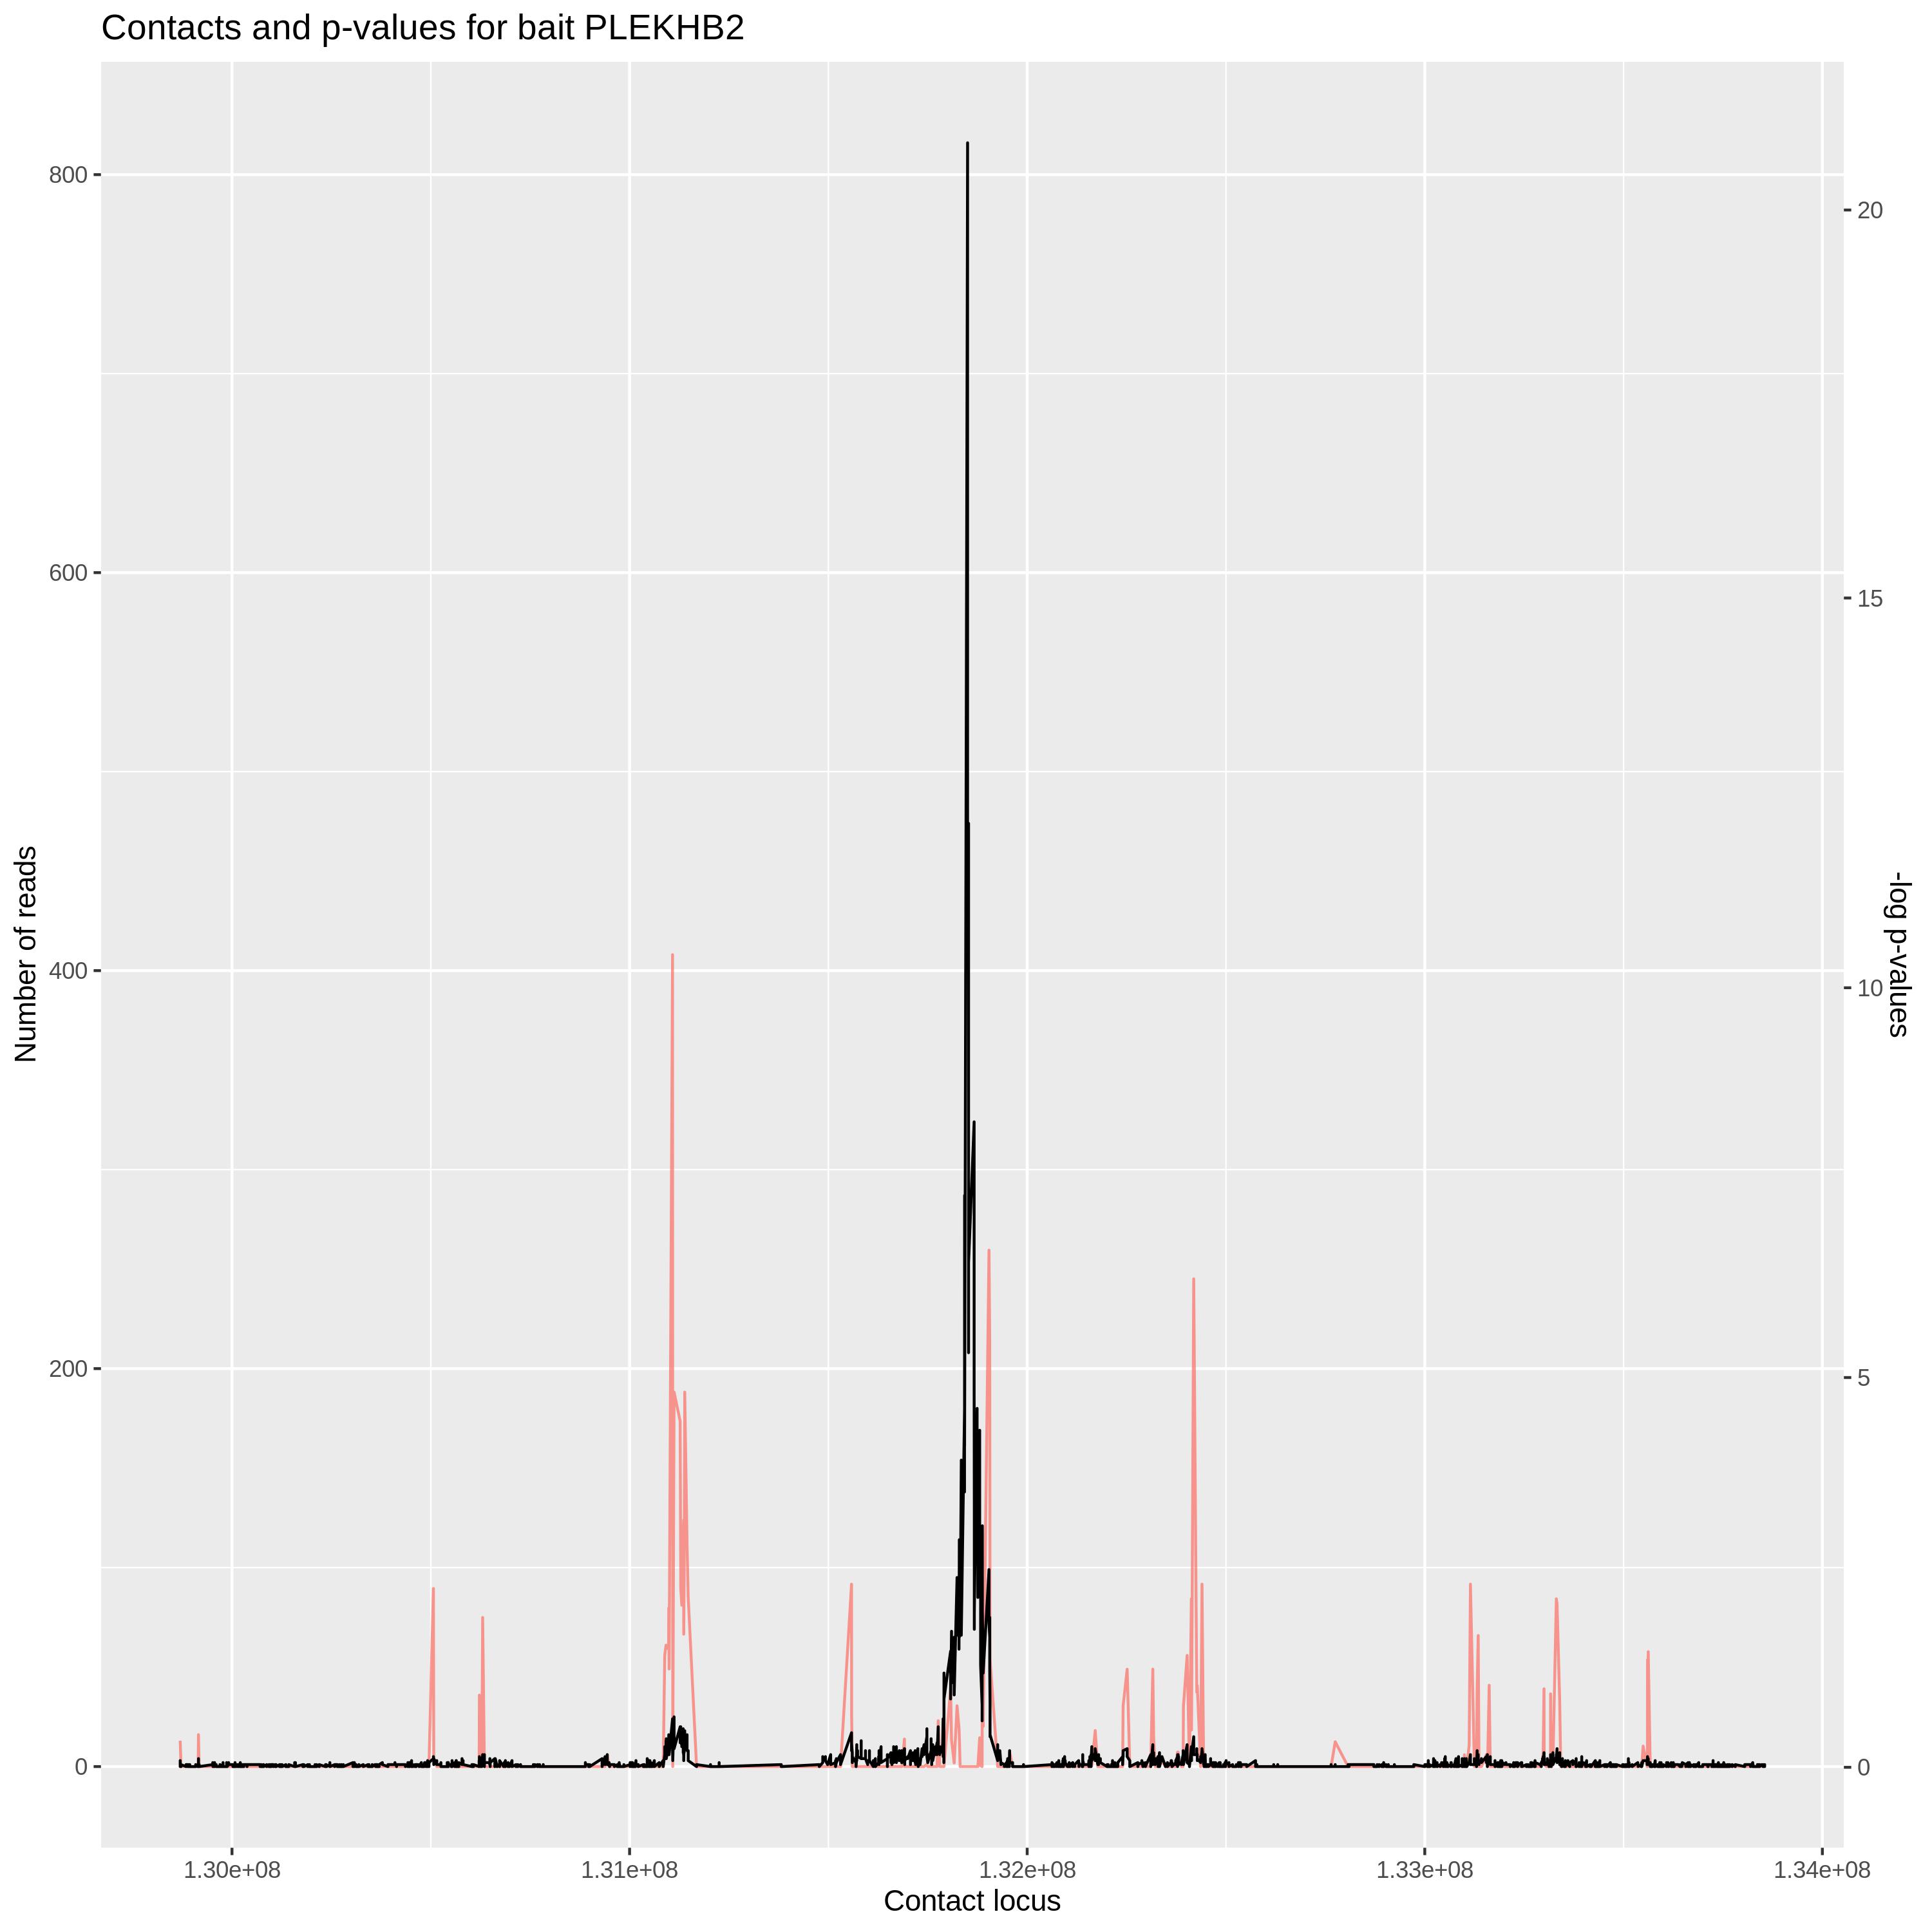 Contacts and p-values for bait PLEKHB2
800
600
400
200
0
Number of reads
20
15
10
5
0
-log p-values
1.30e+08 1.31e+08 1.32e+08 1.33e+08 1.34e+08
Contact locus